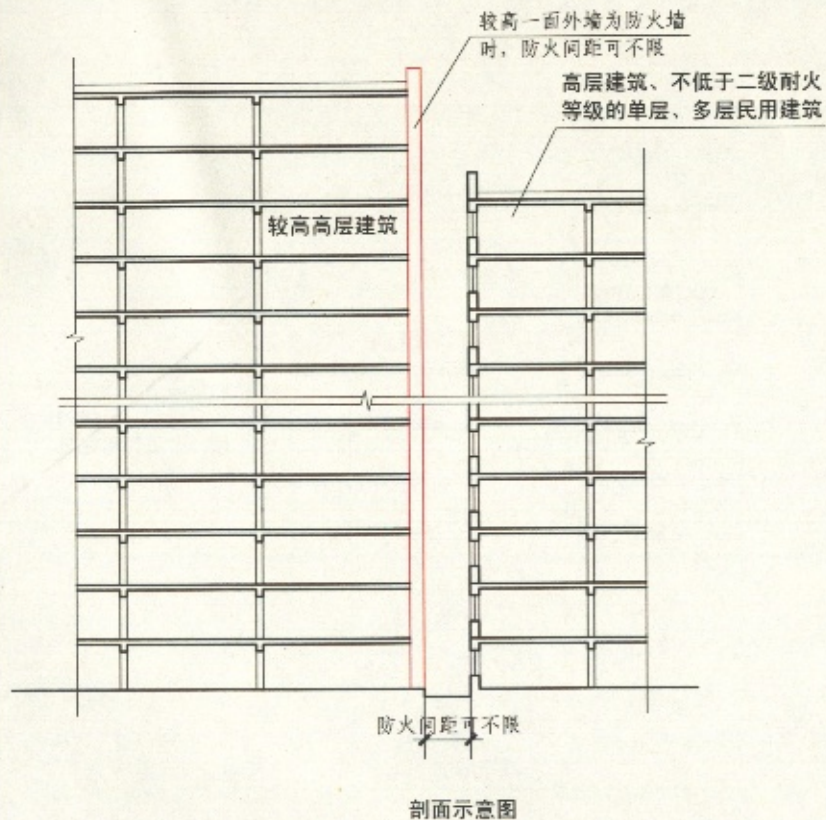 较高一面外墙为防火墙
时，防火间距可不限
高层建筑、不低于二级耐火
等级的单层、多层民用建筑
较高高层建筑
防火间距可不限
剖面示意图